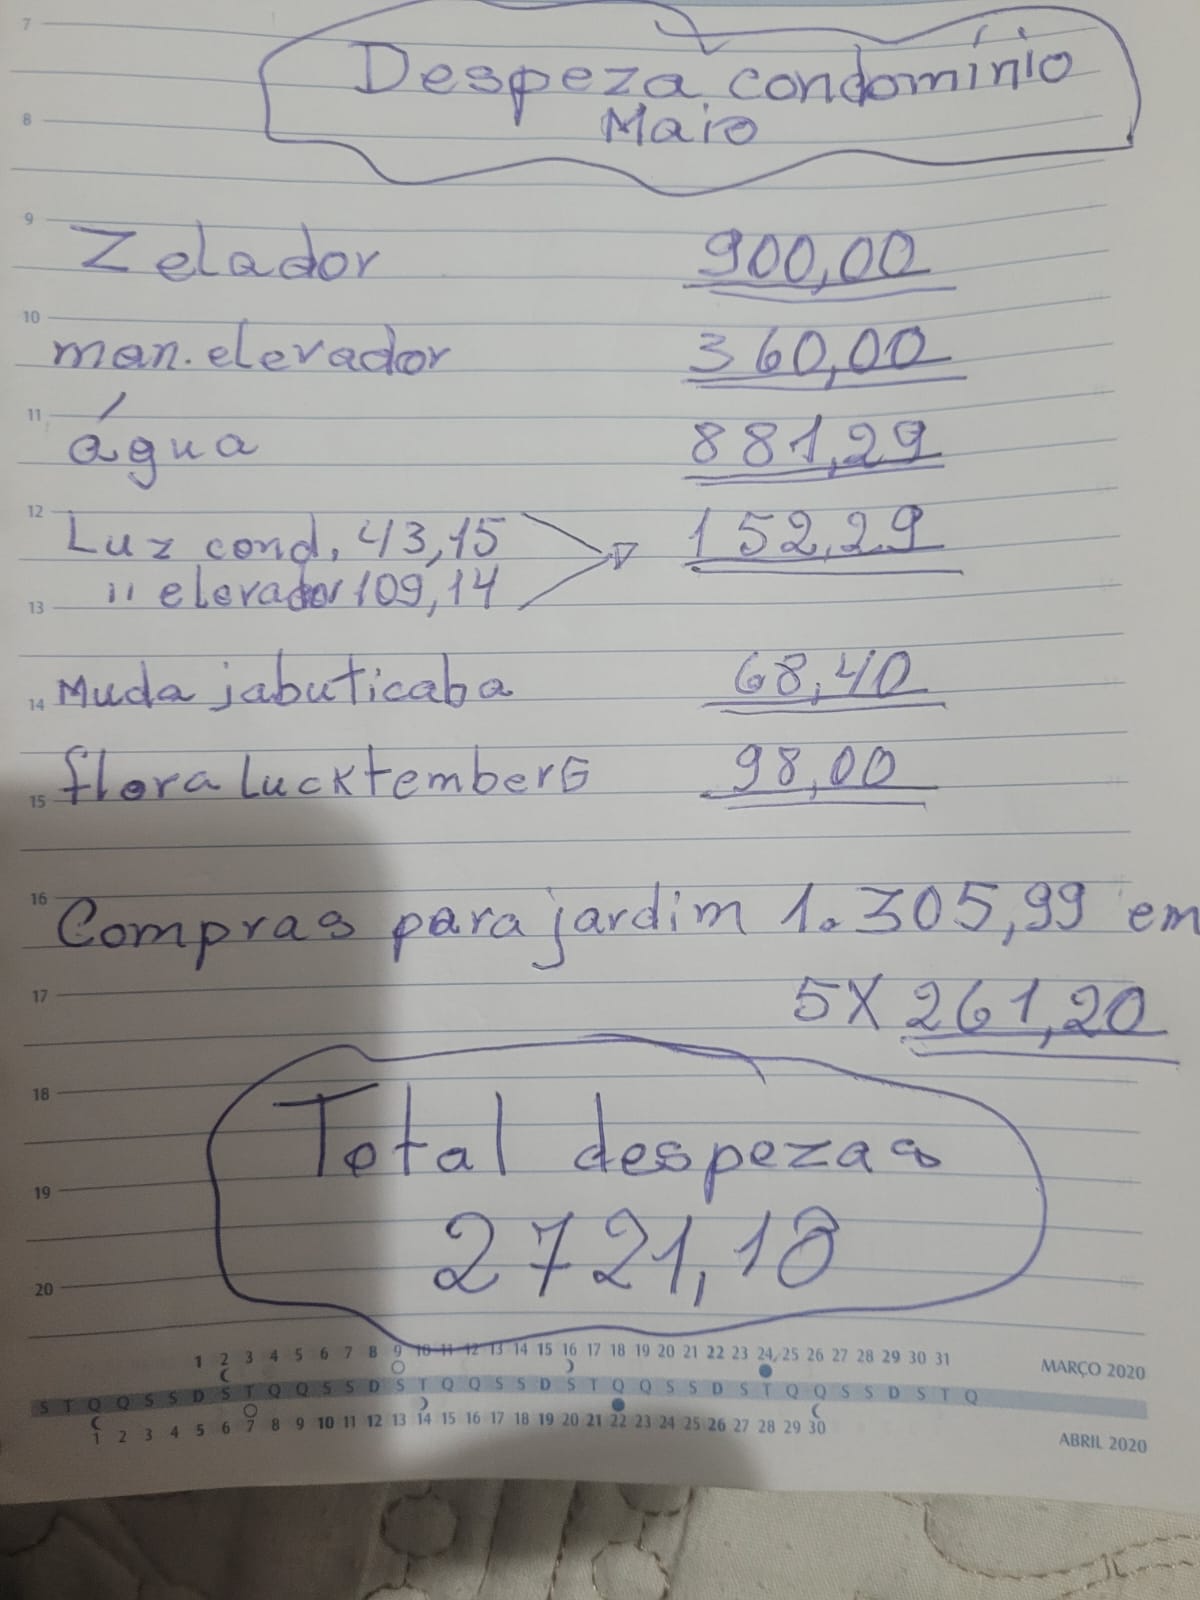 7
Despeza condomínio
8
Maio
9
Zelador 900,00
10
man. elevador 360,00
11
água 881,29
12
Luz cond. 43,15 152,29
13
" elevador 109,14
Muda jabuticaba 68,40
14
flora lucktemberG 98,00
15
16
Compras para jardim 1.305,99 em
17
5X 261,20
18
Total despezas
19
2721,18
20
1 2 3 4 5 6 7 8 9 10 11 12 13 14 15 16 17 18 19 20 21 22 23 24 25 26 27 28 29 30 31 MARÇO 2020
S T Q Q S S D S T Q Q S S D S T Q Q S S D S T Q Q S S D S T Q Q S S D S T Q
1 2 3 4 5 6 7 8 9 10 11 12 13 14 15 16 17 18 19 20 21 22 23 24 25 26 27 28 29 30 ABRIL 2020